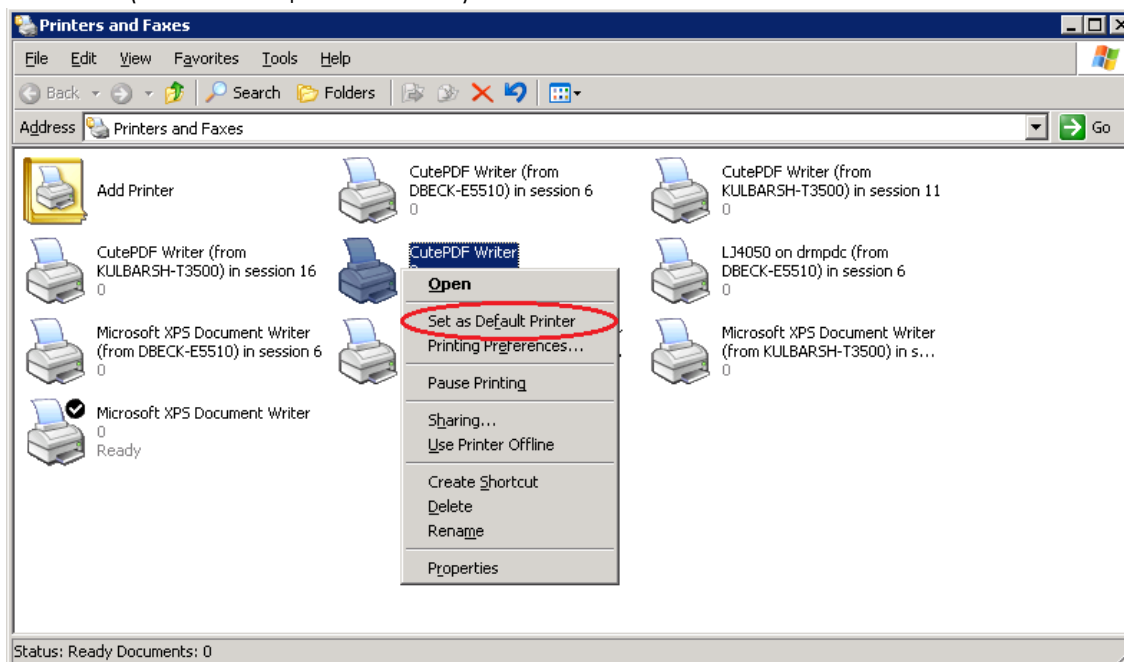 Printers and Faxes
File Edit View Favorites Tools Help
Back Search Folders
Address Printers and Faxes Go
Add Printer
CutePDF Writer (from
DBECK-E5510) in session 6
0
CutePDF Writer (from
KULBARSH-T3500) in session 11
0
CutePDF Writer (from
KULBARSH-T3500) in session 16
0
CutePDF Writer
LJ4050 on drmpdc (from
DBECK-E5510) in session 6
0
Microsoft XPS Document Writer
(from DBECK-E5510) in session 6
0
Microsoft XPS Document Writer
(from KULBARSH-T3500) in s...
0
Microsoft XPS Document Writer
0
Ready
Open
Set as Default Printer
Printing Preferences...
Pause Printing
Sharing...
Use Printer Offline
Create Shortcut
Delete
Rename
Properties
Status: Ready Documents: 0